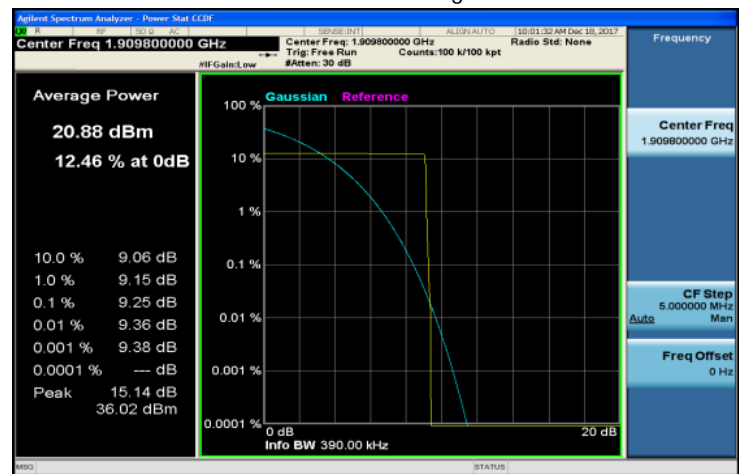 Agilent Spectrum Analyzer - Power Stat CCDF
R RF 50 Ω AC SENSE:INT ALIGN AUTO 10:01:32 AM Dec 18, 2017
Center Freq 1.909800000 GHz
Center Freq: 1.909800000 GHz Radio Std: None
Trig: Free Run Counts:100 k/100 kpt
#IFGain:Low #Atten: 30 dB
Frequency
Average Power
20.88 dBm
12.46 % at 0dB
10.0 % 9.06 dB
1.0 % 9.15 dB
0.1 % 9.25 dB
0.01 % 9.36 dB
0.001 % 9.38 dB
0.0001 % --- dB
Peak 15.14 dB
36.02 dBm
Gaussian Reference
100 %
10 %
1 %
0.1 %
0.01 %
0.001 %
0.0001 %
0 dB 20 dB
Info BW 390.00 kHz
Center Freq
1.909800000 GHz
CF Step
5.000000 MHz
Auto Man
Freq Offset
0 Hz
MSG STATUS